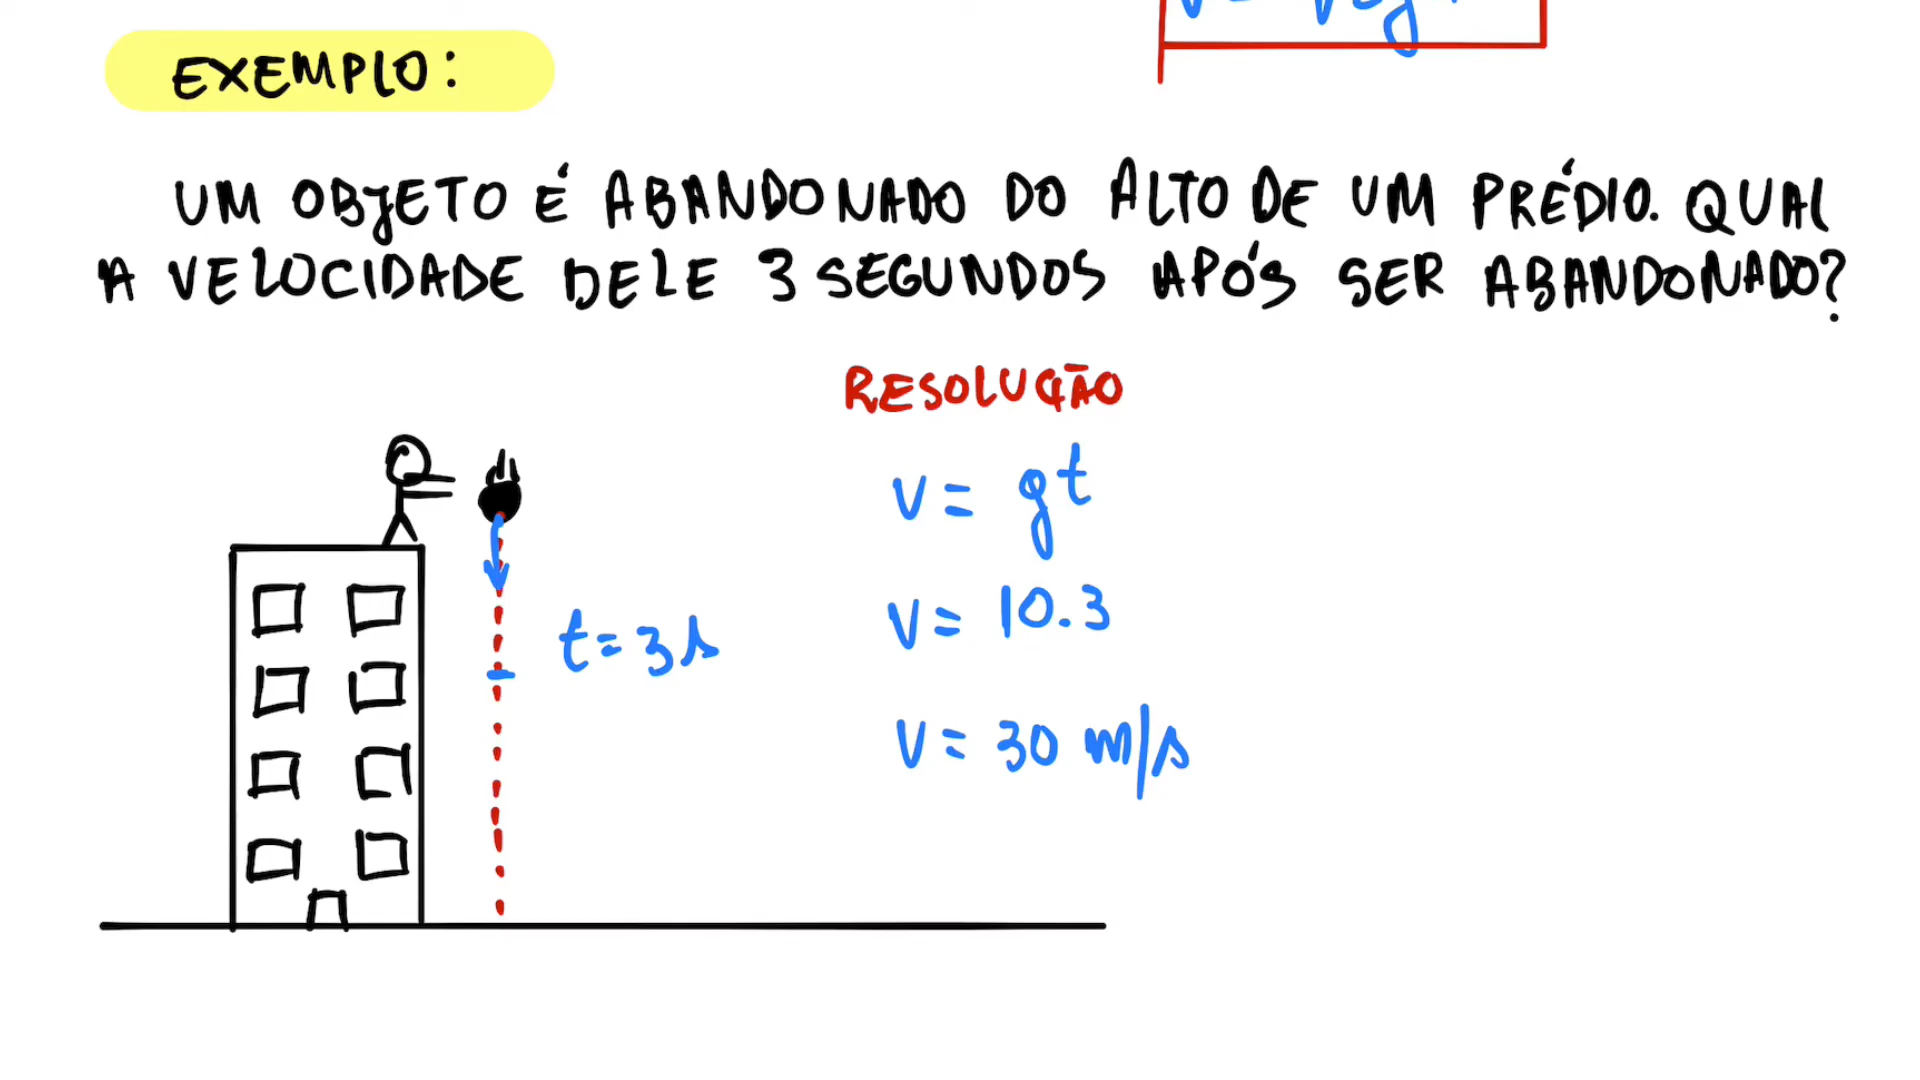 EXEMPLO:
UM OBJETO É ABANDONADO DO ALTO DE UM PRÉDIO. QUAL
A VELOCIDADE DELE 3 SEGUNDOS APÓS SER ABANDONADO?
RESOLUÇÃO
v = gt
t = 3s
v = 10.3
v = 30 m/s